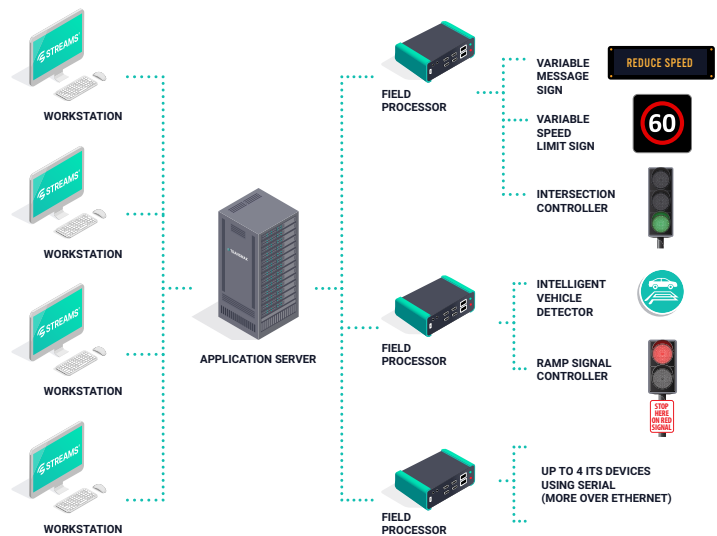 STREAMS
WORKSTATION
STREAMS
WORKSTATION
STREAMS
WORKSTATION
STREAMS
WORKSTATION
APPLICATION SERVER
FIELD
PROCESSOR
VARIABLE
MESSAGE
SIGN
REDUCE SPEED
VARIABLE
SPEED
LIMIT SIGN
60
INTERSECTION
CONTROLLER
FIELD
PROCESSOR
INTELLIGENT
VEHICLE
DETECTOR
RAMP SIGNAL
CONTROLLER
STOP
HERE
ON RED
SIGNAL
FIELD
PROCESSOR
UP TO 4 ITS DEVICES
USING SERIAL
(MORE OVER ETHERNET)